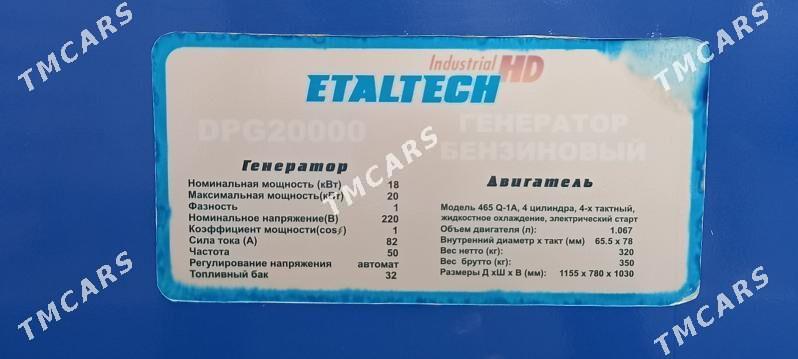 TMCARS
TMCARS
TMCARS
Industrial HD
ETALTECH
DPG20000
ГЕНЕРАТОР
БЕНЗИНОВЫЙ
Генератор
Номинальная мощность (кВт) 18
Максимальная мощность(кВт) 20
Фазность 1
Номинальное напряжение(В) 220
Коэффициент мощности(cos∮) 1
Сила тока (А) 82
Частота 50
Регулирование напряжения автомат
Топливный бак 32
Двигатель
Модель 465 Q-1A, 4 цилиндра, 4-х тактный,
жидкостное охлаждение, электрический старт
Объем двигателя (л): 1.067
Внутренний диаметр х такт (мм) 65.5 x 78
Вес нетто (кг): 320
Вес брутто (кг): 350
Размеры Д хШ х В (мм): 1155 x 780 x 1030
TMCARS
TMCARS
TMCARS
TMCARS